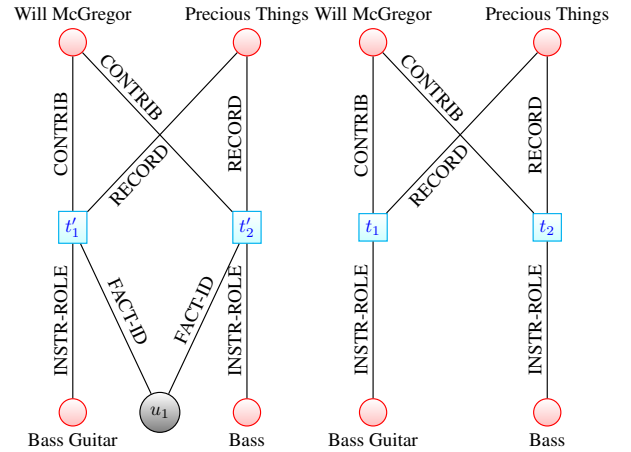 Will McGregor Precious Things Will McGregor Precious Things
CONTRIB CONTRIB RECORD RECORD CONTRIB CONTRIB RECORD RECORD
t′₁ t′₂ t₁ t₂
INSTR-ROLE FACT-ID FACT-ID INSTR-ROLE INSTR-ROLE INSTR-ROLE
u₁
Bass Guitar Bass Bass Guitar Bass